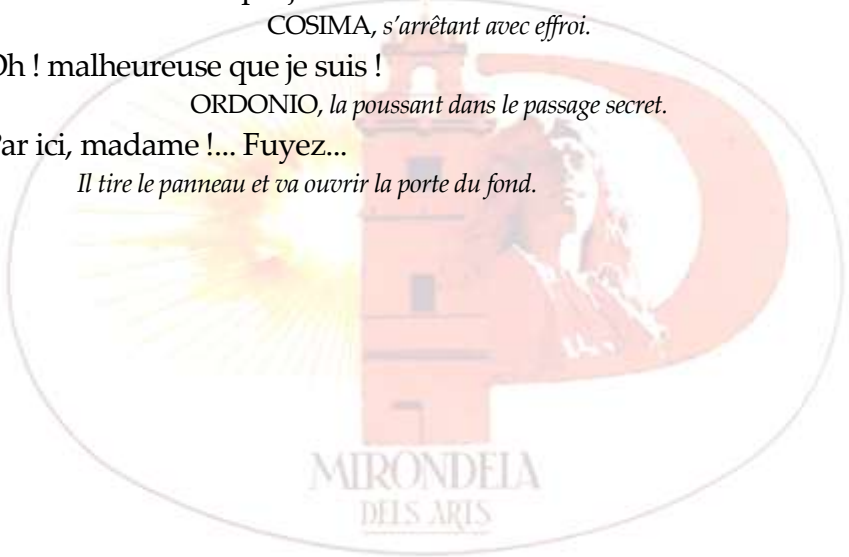 COSIMA, s'arrêtant avec effroi.
Oh ! malheureuse que je suis !
ORDONIO, la poussant dans le passage secret.
Par ici, madame !... Fuyez...
Il tire le panneau et va ouvrir la porte du fond.
MIRONDELA
DELS ARTS